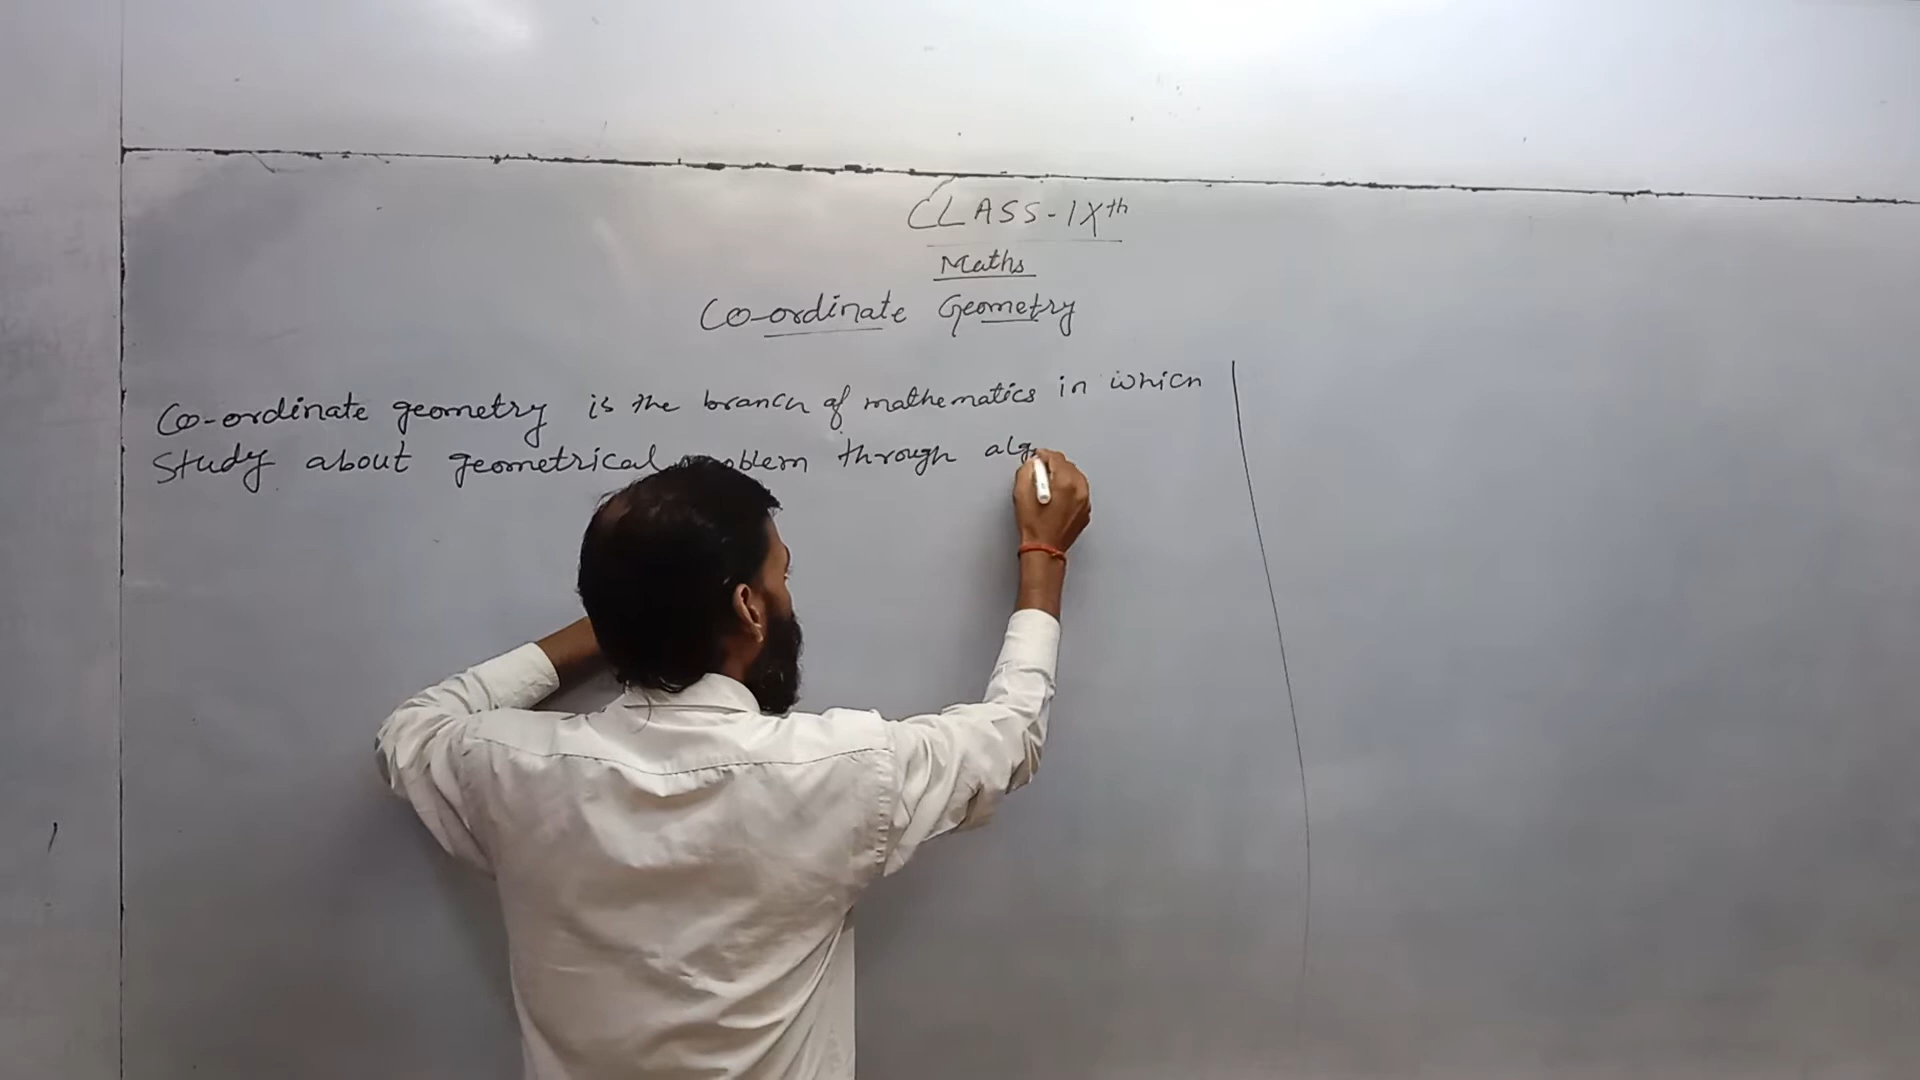 CLASS-IXth
Maths
Co-ordinate Geometry
Co-ordinate geometry is the branch of mathematics in which
Study about geometrical problem through alg